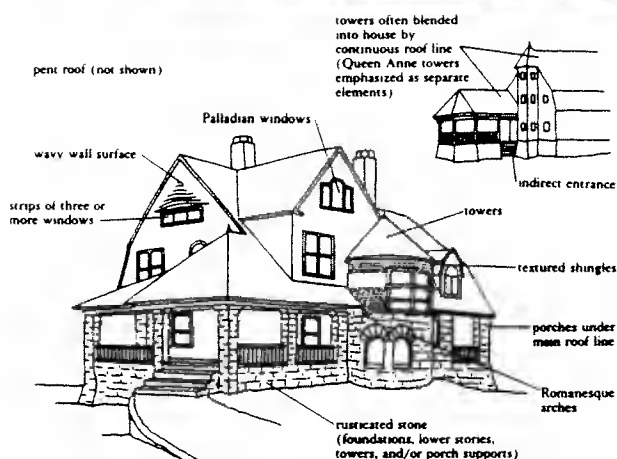 towers often blended
into house by
continuous roof line
(Queen Anne towers
emphasized as separate
elements)
pent roof (not shown)
Palladian windows
wavy wall surface
indirect entrance
strips of three or
more windows
towers
textured shingles
porches under
main roof line
Romanesque
arches
rusticated stone
(foundations, lower stories,
towers, and/or porch supports)